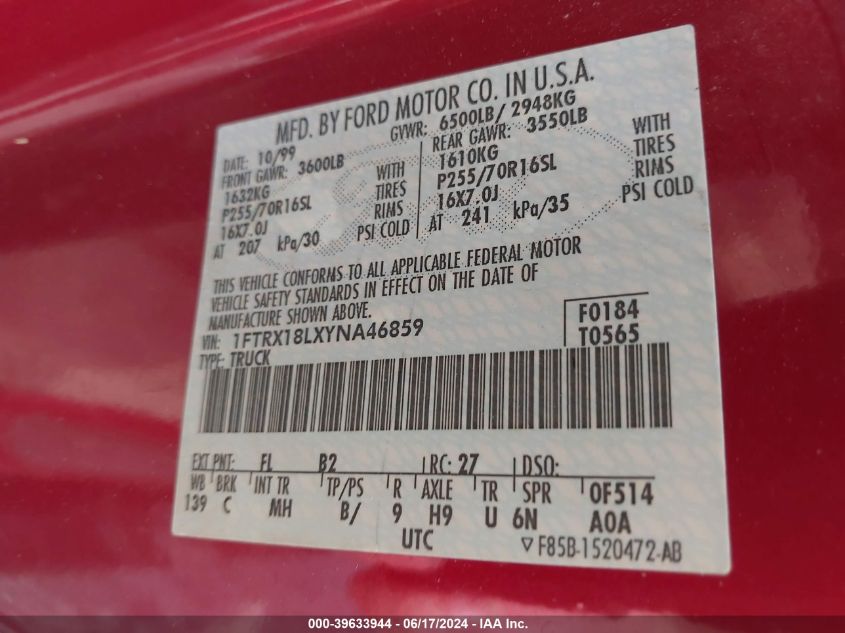 MFD. BY FORD MOTOR CO. IN U.S.A.
DATE: 10/99 GVWR: 6500LB/ 2948KG
FRONT GAWR: 3600LB REAR GAWR: 3550LB
1632KG WITH 1610KG WITH
P255/70R16SL TIRES P255/70R16SL TIRES
16X7.0J RIMS 16X7.0J RIMS
AT 207 kPa/30 PSI COLD AT 241 kPa/35 PSI COLD
THIS VEHICLE CONFORMS TO ALL APPLICABLE FEDERAL MOTOR
VEHICLE SAFETY STANDARDS IN EFFECT ON THE DATE OF
MANUFACTURE SHOWN ABOVE.
VIN: 1FTRX18LXYNA46859 F0184
TYPE: TRUCK T0565
EXT PNT: FL B2 RC: 27 DSO:
WB BRK INT TR TP/PS R AXLE TR SPR 0F514
139 C MH B/ 9 H9 U 6N A0A
UTC ▽F85B-1520472-AB
000-39633944 - 06/17/2024 - IAA Inc.